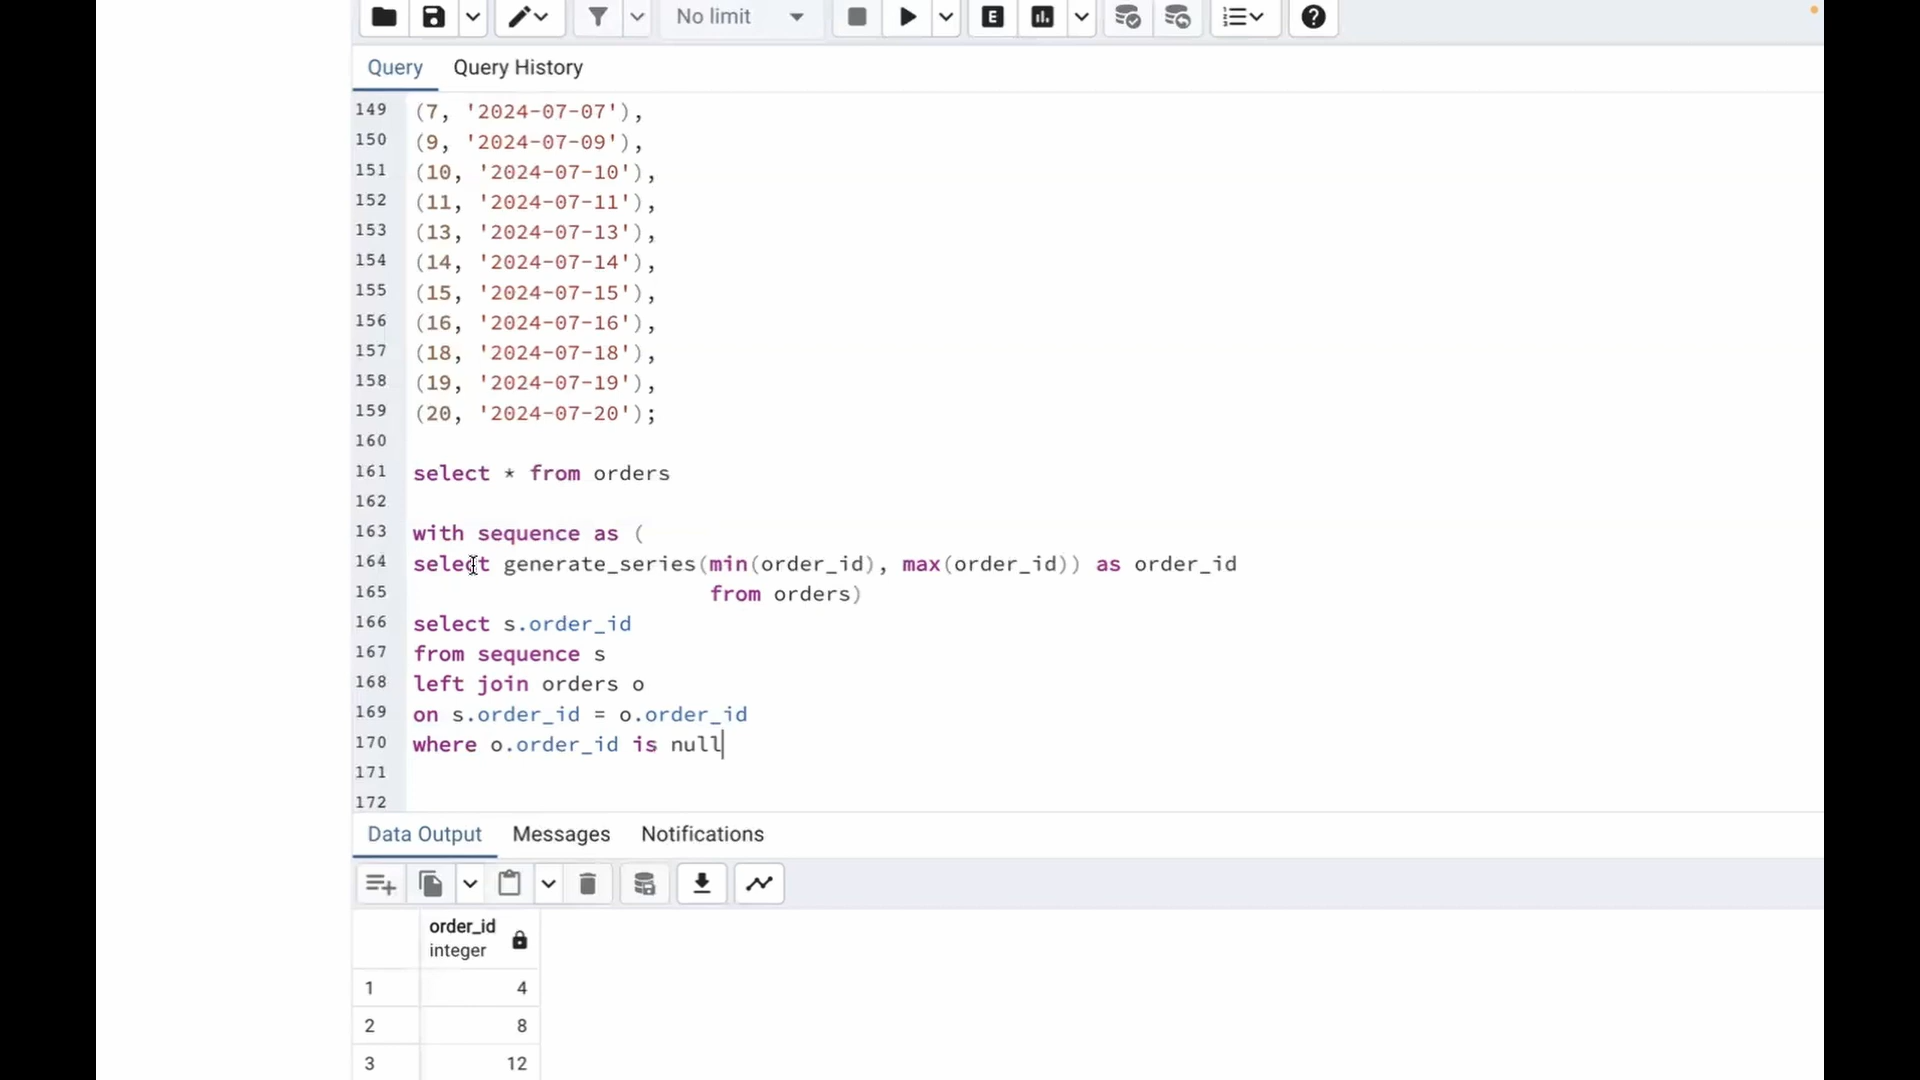 No limit
E
Query Query History
149 (7, '2024-07-07'),
150 (9, '2024-07-09'),
151 (10, '2024-07-10'),
152 (11, '2024-07-11'),
153 (13, '2024-07-13'),
154 (14, '2024-07-14'),
155 (15, '2024-07-15'),
156 (16, '2024-07-16'),
157 (18, '2024-07-18'),
158 (19, '2024-07-19'),
159 (20, '2024-07-20');
160
161 select * from orders
162
163 with sequence as (
164 select generate_series(min(order_id), max(order_id)) as order_id
165 from orders)
166 select s.order_id
167 from sequence s
168 left join orders o
169 on s.order_id = o.order_id
170 where o.order_id is null
171
172
Data Output Messages Notifications
order_id
integer
1 4
2 8
3 12